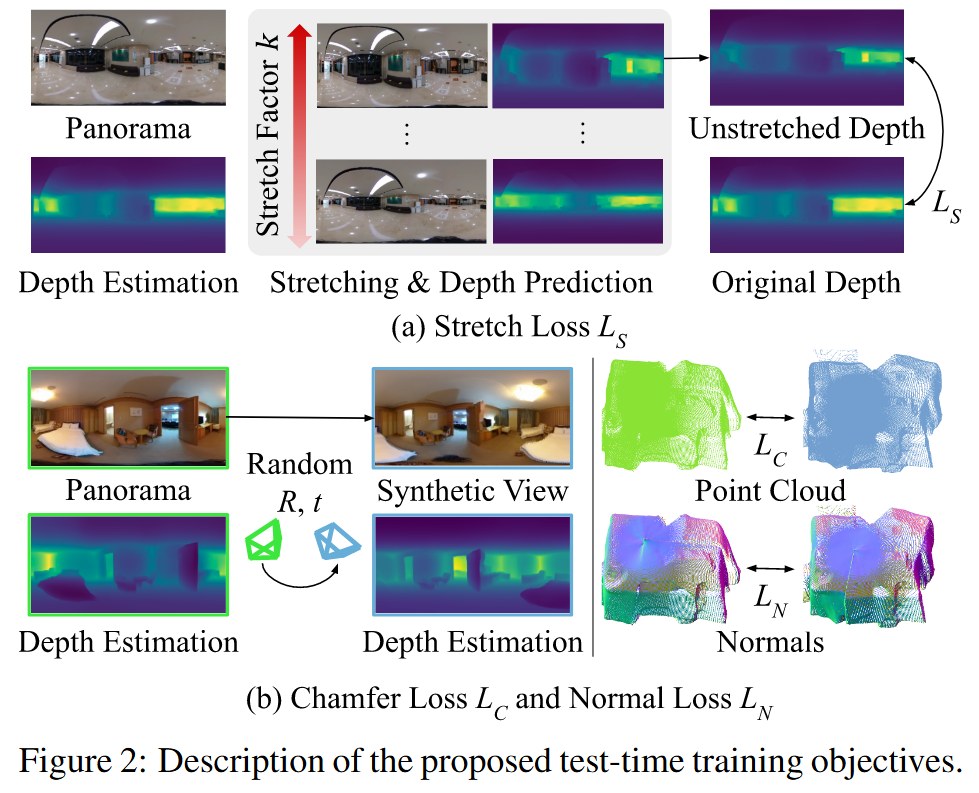 Stretch Factor k
Panorama
Unstretched Depth
L_S
Depth Estimation
Stretching & Depth Prediction
Original Depth
(a) Stretch Loss L_S
Random
R, t
L_C
Panorama
Synthetic View
Point Cloud
L_N
Depth Estimation
Depth Estimation
Normals
(b) Chamfer Loss L_C and Normal Loss L_N
Figure 2: Description of the proposed test-time training objectives.